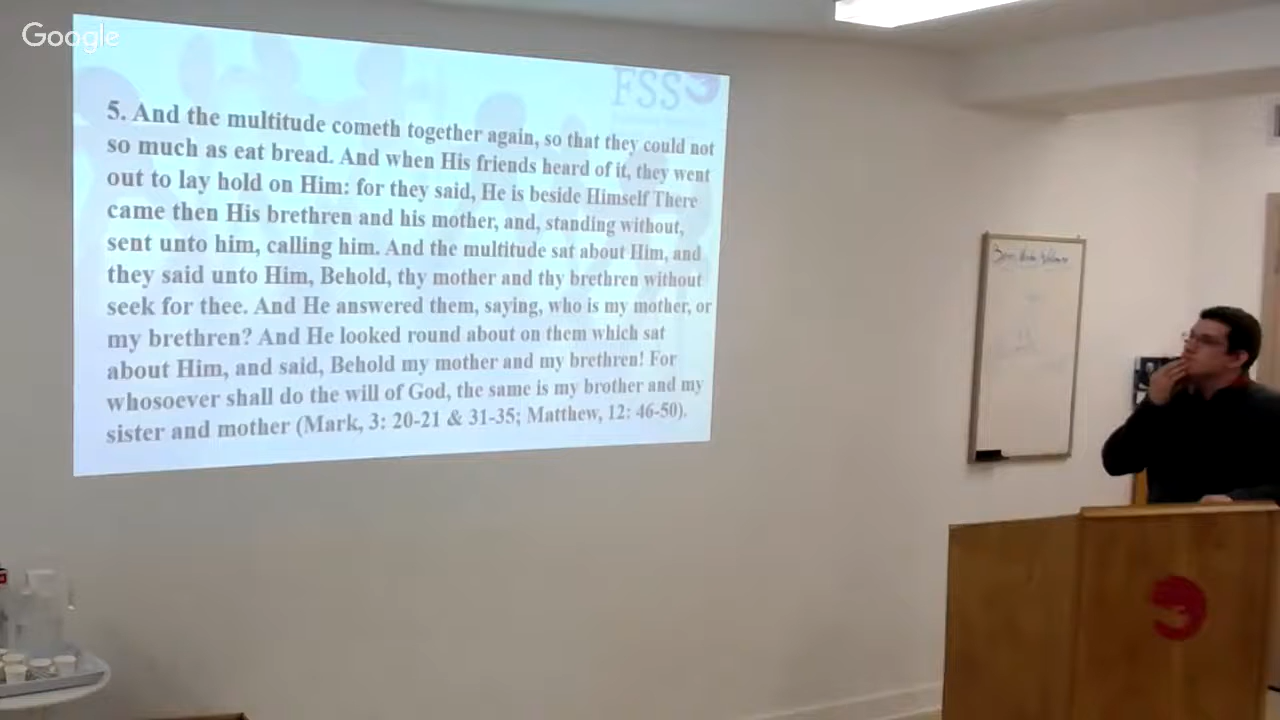 Google
FSS
5. And the multitude cometh together again, so that they could not
so much as eat bread. And when His friends heard of it, they went
out to lay hold on Him: for they said, He is beside Himself There
came then His brethren and his mother, and, standing without,
sent unto him, calling him. And the multitude sat about Him, and
they said unto Him, Behold, thy mother and thy brethren without
seek for thee. And He answered them, saying, who is my mother, or
my brethren? And He looked round about on them which sat
about Him, and said, Behold my mother and my brethren! For
whosoever shall do the will of God, the same is my brother and my
sister and mother (Mark, 3: 20-21 & 31-35; Matthew, 12: 46-50).